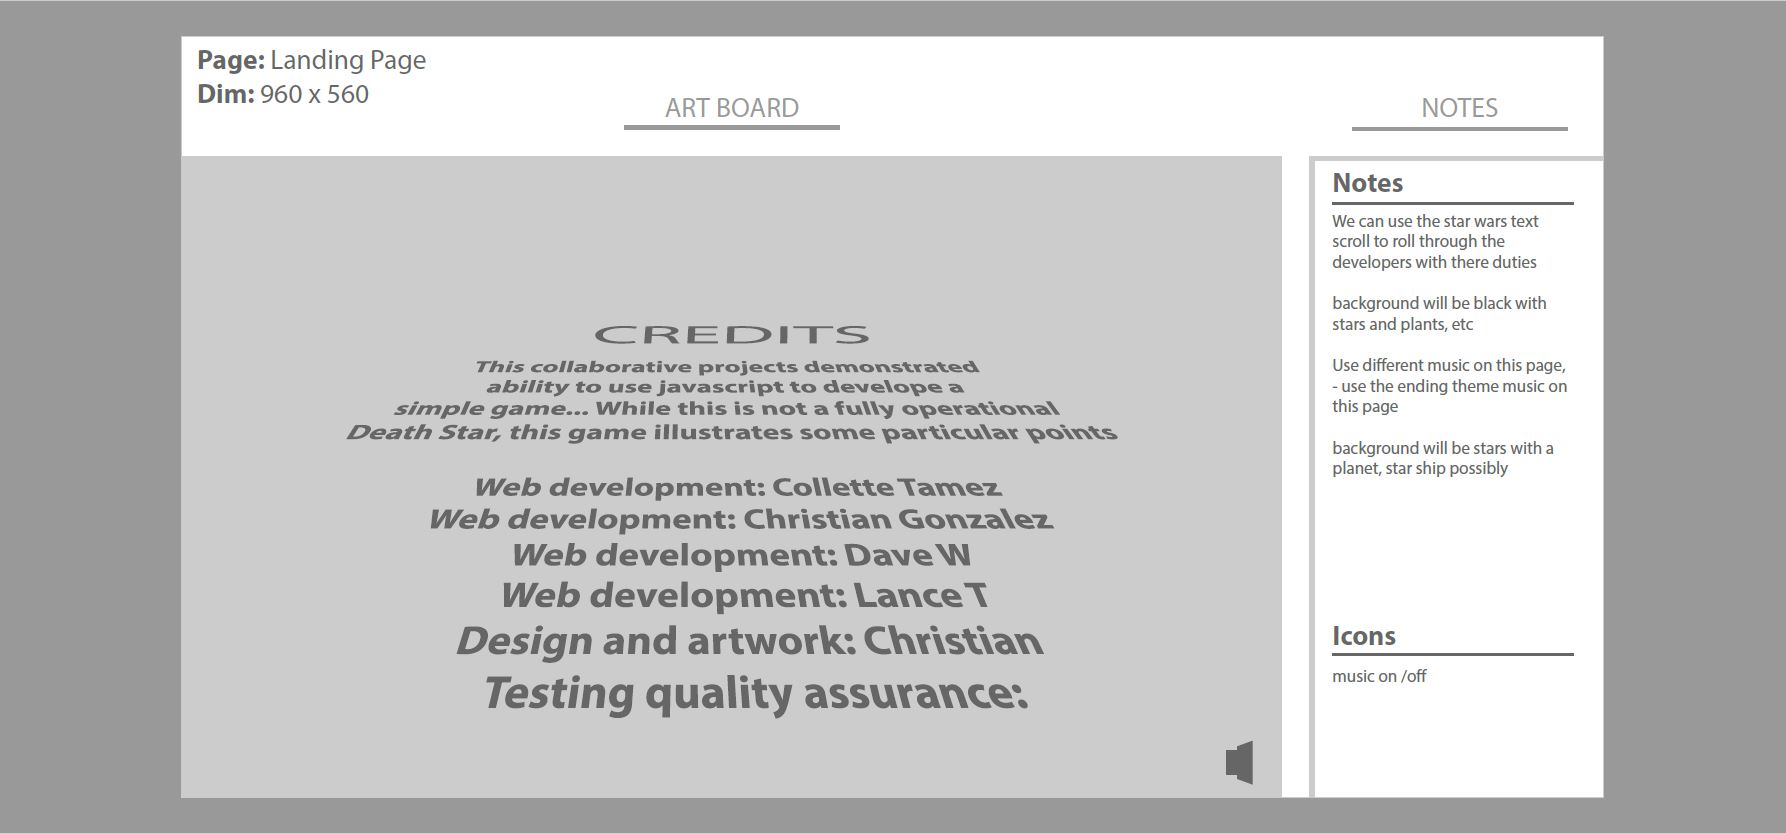 Page: Landing Page
Dim: 960 x 560
ART BOARD
NOTES
CREDITS
This collaborative projects demonstrated
ability to use javascript to develope a
simple game... While this is not a fully operational
Death Star, this game illustrates some particular points
Web development: Collette Tamez
Web development: Christian Gonzalez
Web development: Dave W
Web development: Lance T
Design and artwork: Christian
Testing quality assurance:
Notes
We can use the star wars text
scroll to roll through the
developers with there duties
background will be black with
stars and plants, etc
Use different music on this page,
- use the ending theme music on
this page
background will be stars with a
planet, star ship possibly
Icons
music on /off